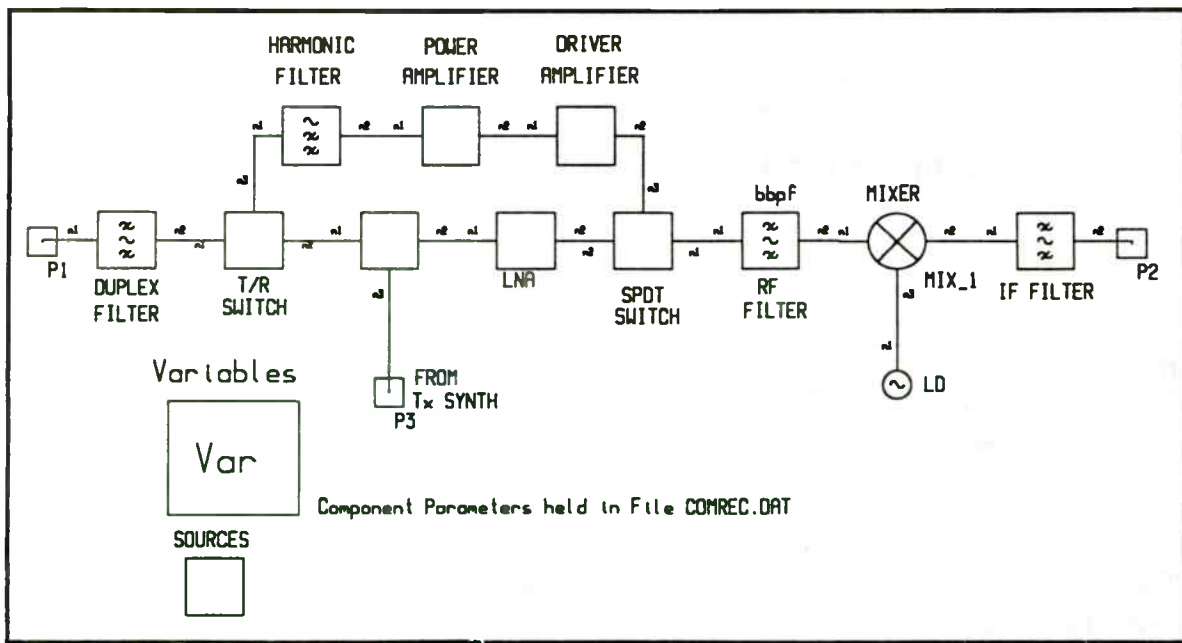 HARMONIC
FILTER
POWER
AMPLIFIER
DRIVER
AMPLIFIER
P1
DUPLEX
FILTER
T/R
SWITCH
LNA
SPDT
SWITCH
bbpf
RF
FILTER
MIXER
MIX_1
IF FILTER
P2
LO
FROM
Tx SYNTH
P3
Variables
Var
Component Parameters held in File COMREC.DAT
SOURCES